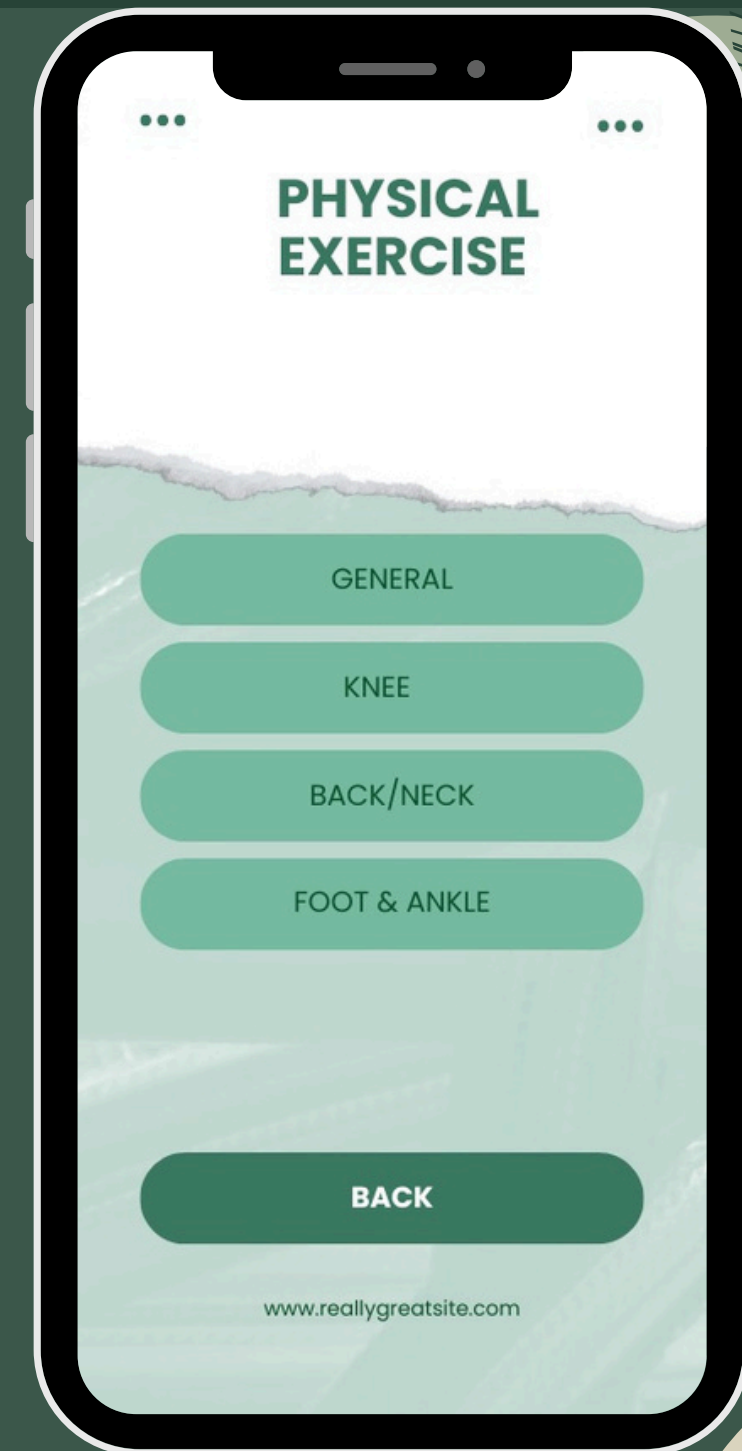 PHYSICAL
EXERCISE
GENERAL
KNEE
BACK/NECK
FOOT & ANKLE
BACK
www.reallygreatsite.com